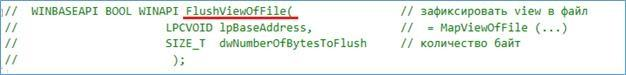 //  WINBASEAPI BOOL WINAPI FlushViewOfFile(              // зафиксировать view в файл
//                  LPCVOID lpBaseAddress,               //  = MapViewOfFile (...)
//                  SIZE_T  dwNumberOfBytesToFlush       // количество байт
//                   );